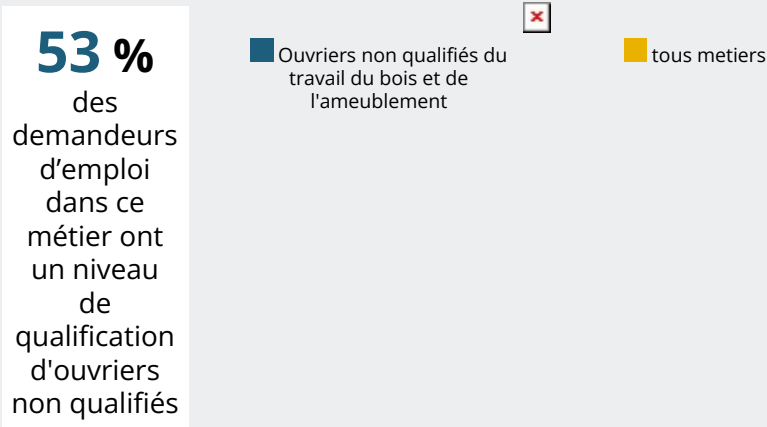 53 %
des
demandeurs
d’emploi
dans ce
métier ont
un niveau
de
qualification
d'ouvriers
non qualifiés
Ouvriers non qualifiés du
travail du bois et de
l'ameublement
tous metiers